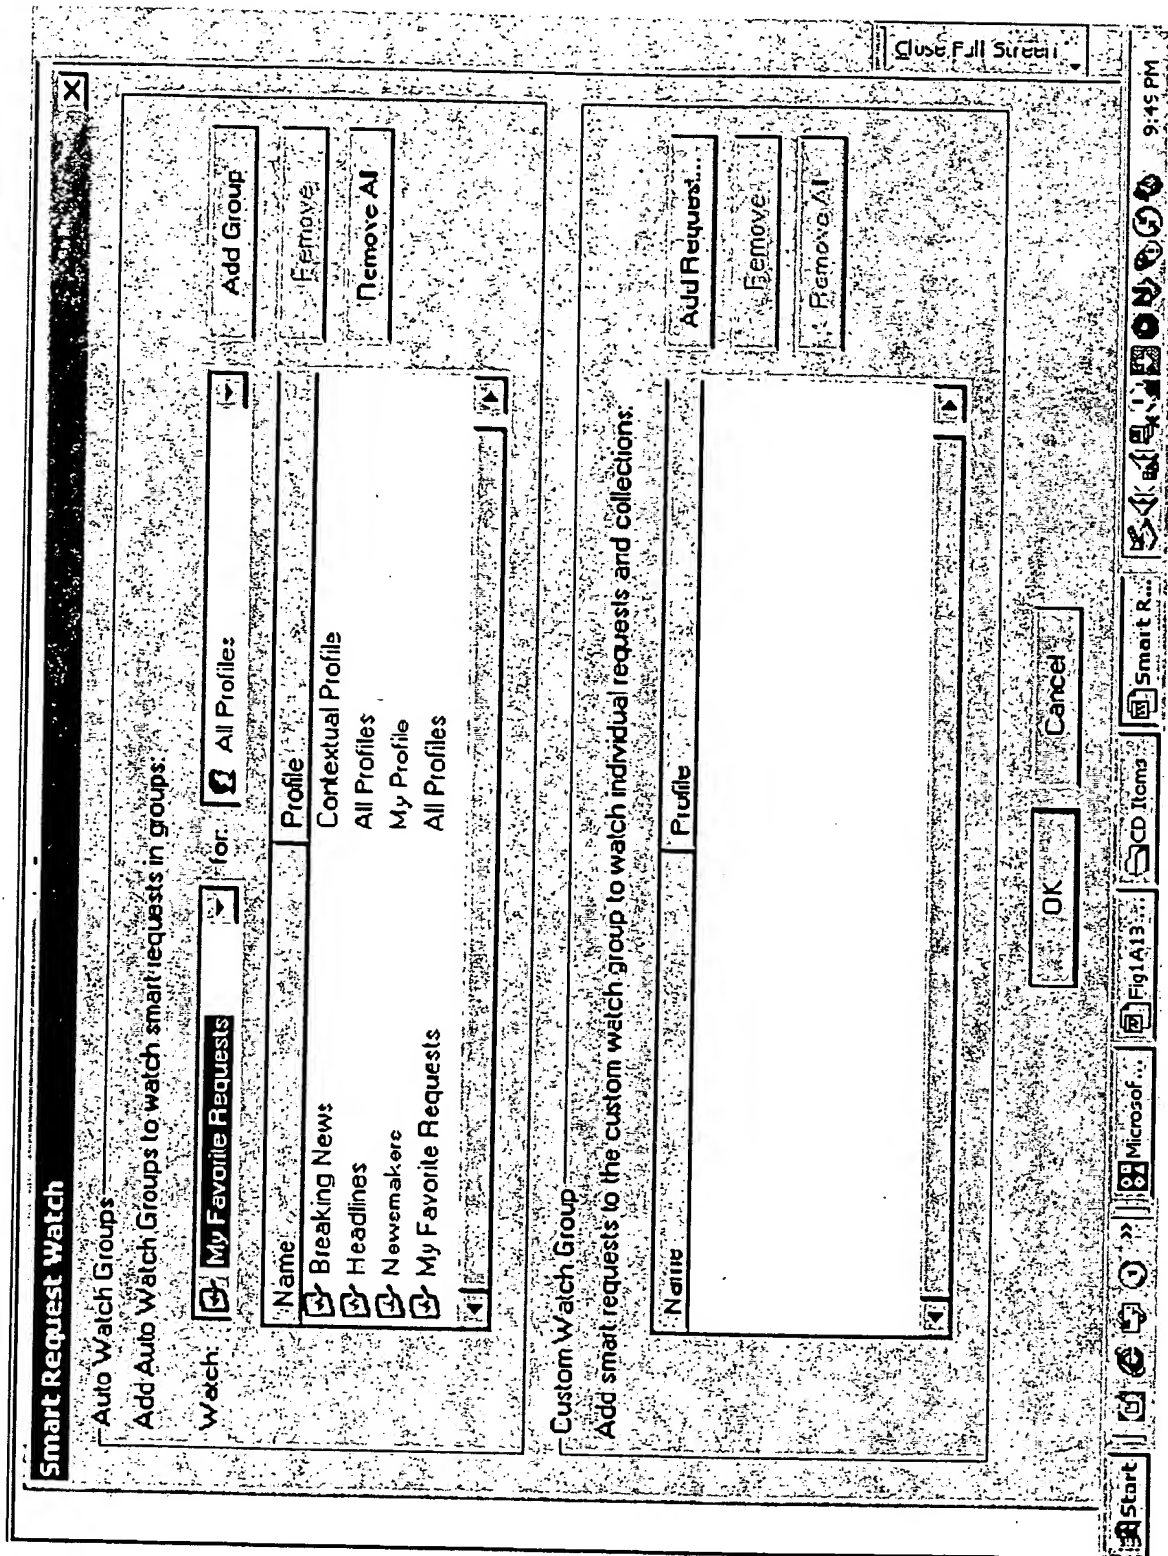 Smart Request Watch
Auto Watch Groups
Add Auto Watch Groups to watch smart requests in groups:
Watch: My Favorite Requests for: All Profiles Add Group
Name Profile
Breaking News Contextual Profile
Headlines All Profiles
Newsmakers My Profile
My Favorite Requests All Profiles
Remove
Remove All
Custom Watch Group
Add smart requests to the custom watch group to watch individual requests and collections:
Name Profile
Add Request...
Remove
Remove All
OK Cancel
Close Full Screen
Start » Microsof... Fig1A13... CD Items Smart R... 9:45 PM